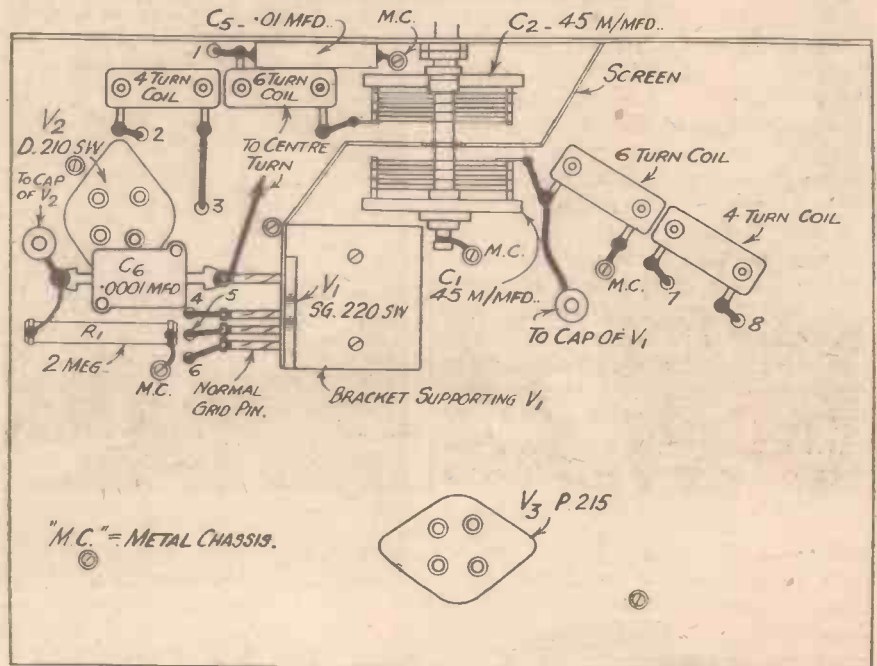 C5 - .01 MFD..
M.C.
C2 - 45 M/MFD..
1
4 TURN
COIL
6 TURN
COIL
SCREEN
V2
D.210 SW
2
TO CENTRE
TURN
TO CAP
OF V2
3
6 TURN COIL
4 TURN COIL
C6
.0001 MFD
M.C.
C1
45 M/MFD..
V1
SG. 220 SW
M.C.
7
8
4
5
6
R1
2 MEG
M.C.
NORMAL
GRID PIN.
TO CAP OF V1
BRACKET SUPPORTING V1
"M.C." = METAL CHASSIS.
V3 P.215